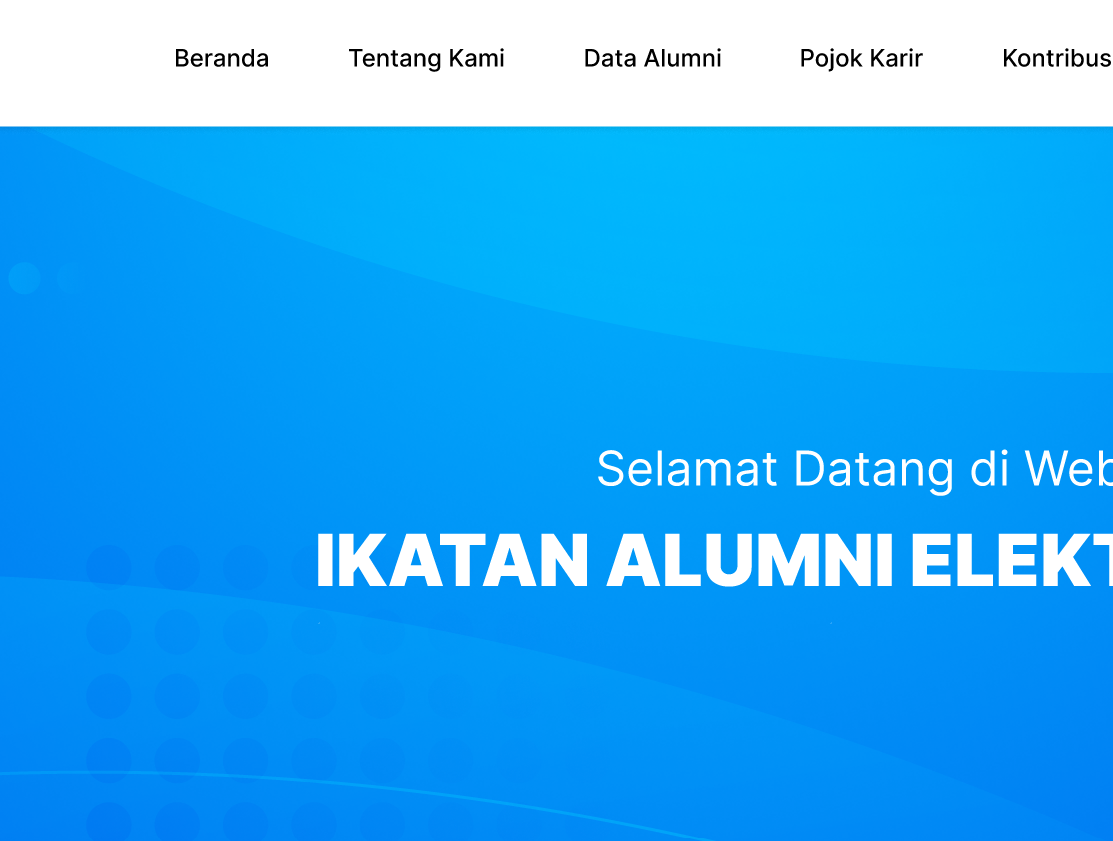 Beranda Tentang Kami Data Alumni Pojok Karir Kontribus
Selamat Datang di Web
IKATAN ALUMNI ELEKT